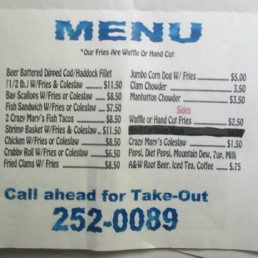 MENU
*Our Fries Are Waffle Or Hand Cut
Beer Battered Dipped Cod/Haddock Fillet
(1/2 lb.) W/Fries & Coleslaw $11.50
Bay Scallops W/Fries or Coleslaw $8.50
Fish Sandwich W/Fries or Coleslaw $7.50
2 Crazy Mary's Fish Tacos $8.50
Shrimp Basket W/Fries & Coleslaw $11.50
Chicken W/Fries or Coleslaw $8.50
Crabby Roll W/Fries or Coleslaw $6.50
Fried Clams W/Fries $8.50
Jumbo Corn Dog W/ Fries $5.00
Clam Chowder 3.50
Manhattan Chowder $3.50
Sides
Waffle or Hand Cut Fries $2.50
Crazy Mary's Coleslaw $1.50
Pepsi, Diet Pepsi, Mountain Dew, 7up, Milk
A&W Root Beer, Iced Tea, Coffee $.75
Call ahead for Take-Out
252-0089